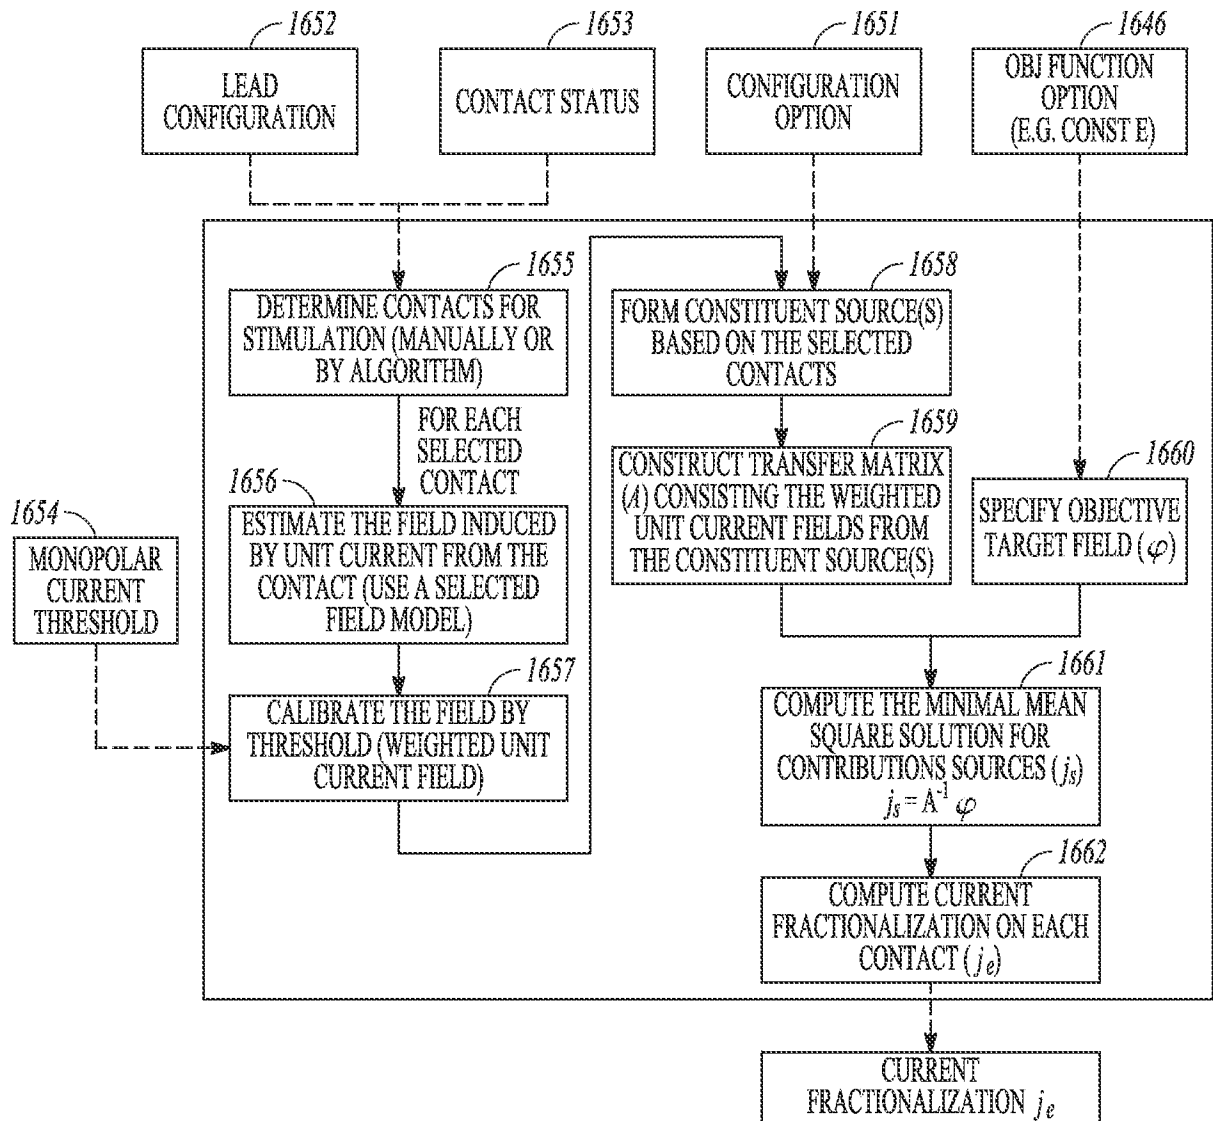 1652
1653
1651
1646
LEAD
CONFIGURATION
CONTACT STATUS
CONFIGURATION
OPTION
OBJ FUNCTION
OPTION
(E.G. CONST E)
1655
DETERMINE CONTACTS FOR
STIMULATION (MANUALLY OR
BY ALGORITHM)
FOR EACH
SELECTED
CONTACT
1656
ESTIMATE THE FIELD INDUCED
BY UNIT CURRENT FROM THE
CONTACT (USE A SELECTED
FIELD MODEL)
1654
MONOPOLAR
CURRENT
THRESHOLD
1657
CALIBRATE THE FIELD BY
THRESHOLD (WEIGHTED UNIT
CURRENT FIELD)
1658
FORM CONSTITUENT SOURCE(S)
BASED ON THE SELECTED
CONTACTS
1659
CONSTRUCT TRANSFER MATRIX
(A) CONSISTING THE WEIGHTED
UNIT CURRENT FIELDS FROM
THE CONSTITUENT SOURCE(S)
1660
SPECIFY OBJECTIVE
TARGET FIELD (φ)
1661
COMPUTE THE MINIMAL MEAN
SQUARE SOLUTION FOR
CONTRIBUTIONS SOURCES (jₛ)
jₛ = A⁻¹ φ
1662
COMPUTE CURRENT
FRACTIONALIZATION ON EACH
CONTACT (jₑ)
CURRENT
FRACTIONALIZATION jₑ